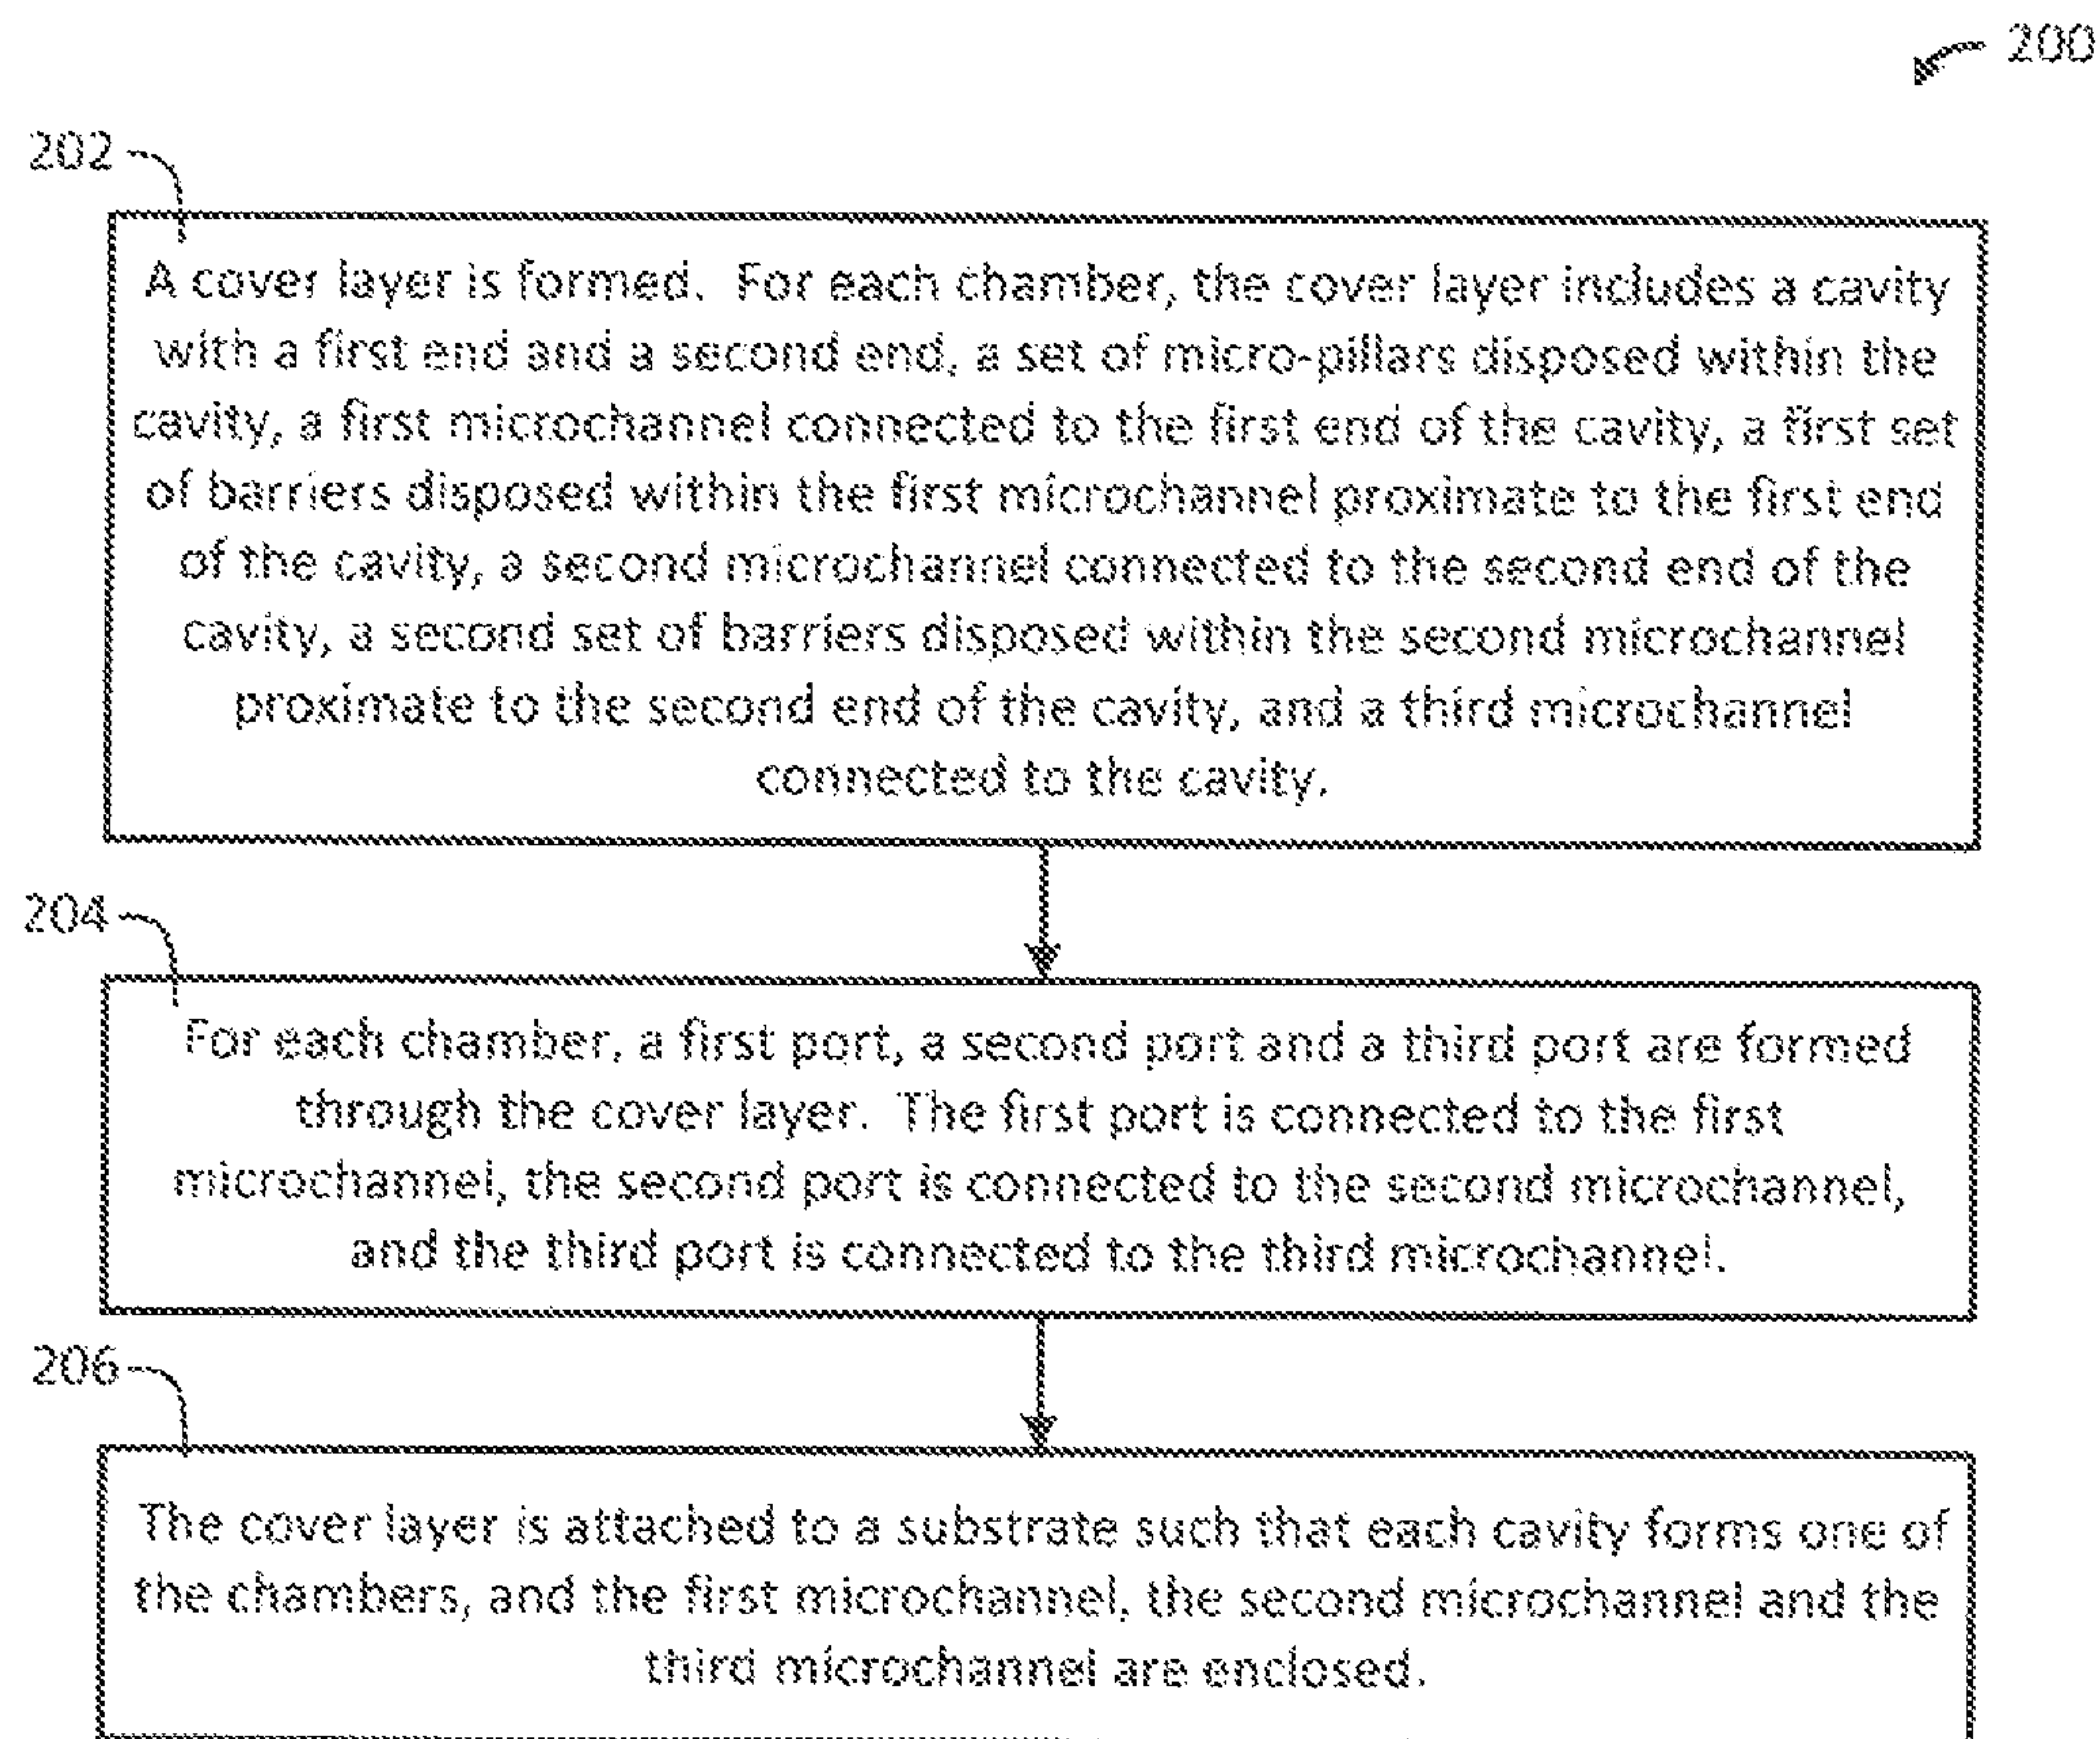 200
202
A cover layer is formed.  For each chamber, the cover layer includes a cavity
with a first end and a second end, a set of micro-pillars disposed within the
cavity, a first microchannel connected to the first end of the cavity, a first set
of barriers disposed within the first microchannel proximate to the first end
of the cavity, a second microchannel connected to the second end of the
cavity, a second set of barriers disposed within the second microchannel
proximate to the second end of the cavity, and a third microchannel
connected to the cavity.
204
For each chamber, a first port, a second port and a third port are formed
through the cover layer.  The first port is connected to the first
microchannel, the second port is connected to the second microchannel,
and the third port is connected to the third microchannel.
206
The cover layer is attached to a substrate such that each cavity forms one of
the chambers, and the first microchannel, the second microchannel and the
third microchannel are enclosed.